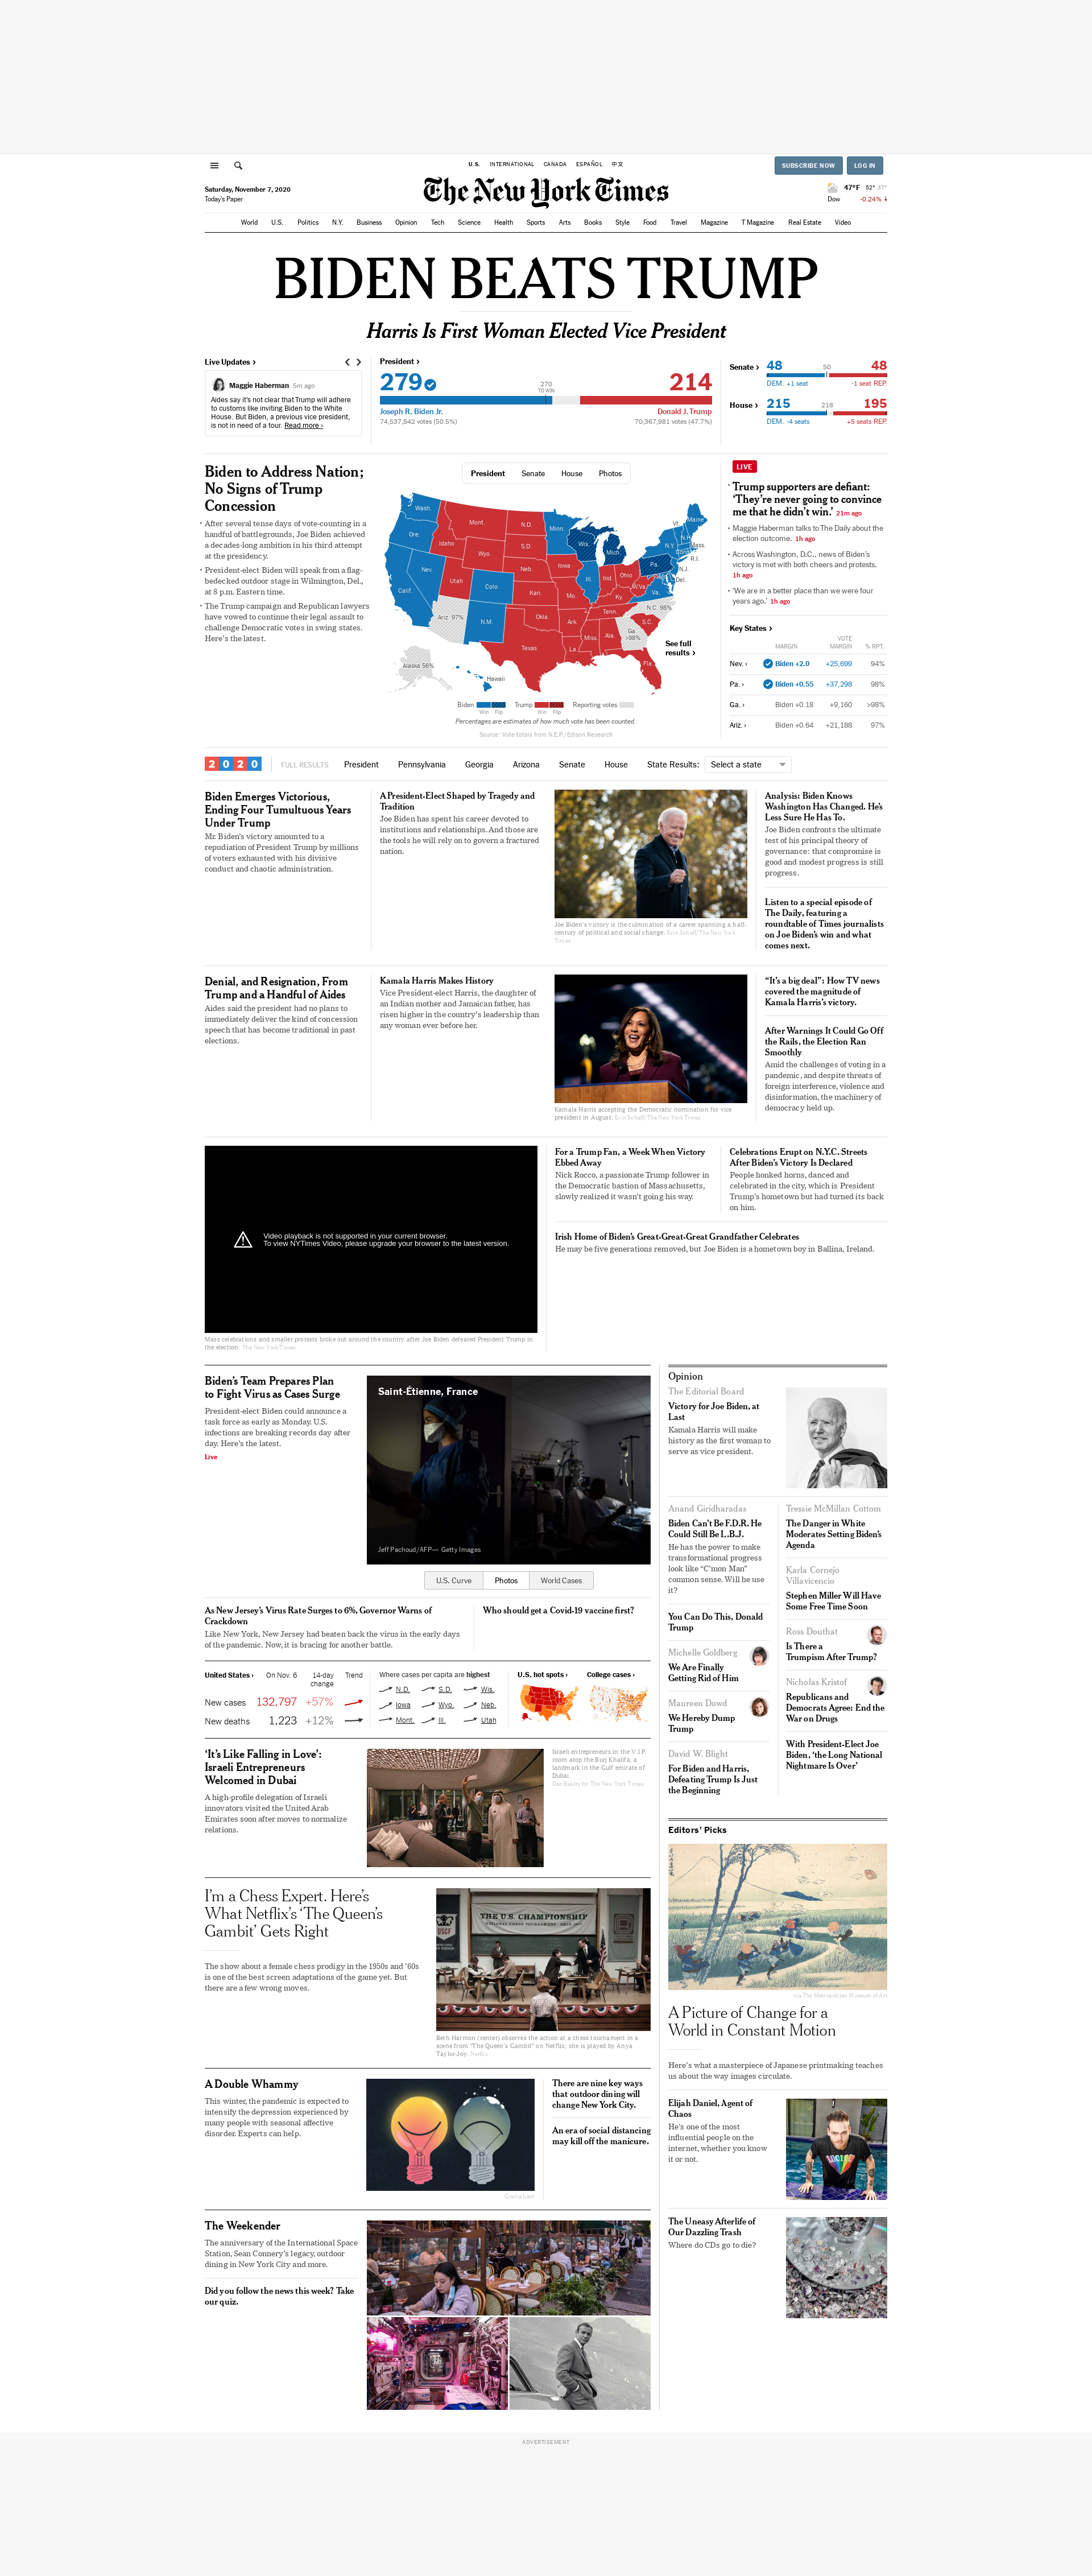 U.S. INTERNATIONAL CANADA ESPAÑOL 中文
SUBSCRIBE NOW LOG IN
Saturday, November 7, 2020
Today's Paper
The New York Times
47°F 52° 37°
Dow -0.24% ↓
World U.S. Politics N.Y. Business Opinion Tech Science Health Sports Arts Books Style Food Travel Magazine T Magazine Real Estate Video
BIDEN BEATS TRUMP
Harris Is First Woman Elected Vice President
Live Updates ›
Maggie Haberman 5m ago
Aides say it's not clear that Trump will adhere
to customs like inviting Biden to the White
House. But Biden, a previous vice president,
is not in need of a tour. Read more ›
President ›
279 214
270
TO WIN
Joseph R. Biden Jr. Donald J. Trump
74,537,842 votes (50.5%) 70,367,981 votes (47.7%)
Senate › 48 50 48
DEM. +1 seat -1 seat REP.
House › 215 218 195
DEM. -4 seats +5 seats REP.
Biden to Address Nation;
No Signs of Trump
Concession
• After several tense days of vote-counting in a
handful of battlegrounds, Joe Biden achieved
a decades-long ambition in his third attempt
at the presidency.
• President-elect Biden will speak from a flag-
bedecked outdoor stage in Wilmington, Del.,
at 8 p.m. Eastern time.
• The Trump campaign and Republican lawyers
have vowed to continue their legal assault to
challenge Democratic votes in swing states.
Here's the latest.
President Senate House Photos
Wash.
Mont.
N.D.
Minn.
Maine
Vt.
Ore.
Idaho
S.D.
Wis.
Mich.
N.Y.
N.H.
Mass.
Conn.
R.I.
Wyo.
Neb.
Iowa
Pa.
N.J.
Del.
Nev.
Utah
Colo.
Kan.
Ill.
Ind.
Ohio
W.Va.
Va.
Calif.
Mo.
Ky.
Ariz. 97%
N.M.
Okla.
Ark.
Tenn.
N.C. 98%
S.C.
Miss.
Ala.
Ga.
>98%
Texas
La.
Fla.
Alaska 56%
Hawaii
See full
results ›
Biden Trump Reporting votes
Win Flip Win Flip
Percentages are estimates of how much vote has been counted.
Source: Vote totals from N.E.P./Edison Research
LIVE
• Trump supporters are defiant:
'They're never going to convince
me that he didn't win.' 21m ago
• Maggie Haberman talks to The Daily about the
election outcome. 1h ago
• Across Washington, D.C., news of Biden's
victory is met with both cheers and protests.
1h ago
• 'We are in a better place than we were four
years ago.' 1h ago
Key States ›
MARGIN VOTE MARGIN % RPT.
Nev. › Biden +2.0 +25,699 94%
Pa. › Biden +0.55 +37,298 98%
Ga. › Biden +0.18 +9,160 >98%
Ariz. › Biden +0.64 +21,188 97%
2020 FULL RESULTS President Pennsylvania Georgia Arizona Senate House State Results: Select a state
Biden Emerges Victorious,
Ending Four Tumultuous Years
Under Trump
Mr. Biden's victory amounted to a
repudiation of President Trump by millions
of voters exhausted with his divisive
conduct and chaotic administration.
A President-Elect Shaped by Tragedy and
Tradition
Joe Biden has spent his career devoted to
institutions and relationships. And those are
the tools he will rely on to govern a fractured
nation.
Joe Biden's victory is the culmination of a career spanning a half-
century of political and social change. Erin Schaff/The New York
Times
Analysis: Biden Knows
Washington Has Changed. He's
Less Sure He Has To.
Joe Biden confronts the ultimate
test of his principal theory of
governance: that compromise is
good and modest progress is still
progress.
Listen to a special episode of
The Daily, featuring a
roundtable of Times journalists
on Joe Biden's win and what
comes next.
Denial, and Resignation, From
Trump and a Handful of Aides
Aides said the president had no plans to
immediately deliver the kind of concession
speech that has become traditional in past
elections.
Kamala Harris Makes History
Vice President-elect Harris, the daughter of
an Indian mother and Jamaican father, has
risen higher in the country's leadership than
any woman ever before her.
Kamala Harris accepting the Democratic nomination for vice
president in August. Erin Schaff/The New York Times
"It's a big deal": How TV news
covered the magnitude of
Kamala Harris's victory.
After Warnings It Could Go Off
the Rails, the Election Ran
Smoothly
Amid the challenges of voting in a
pandemic, and despite threats of
foreign interference, violence and
disinformation, the machinery of
democracy held up.
Video playback is not supported in your current browser.
To view NYTimes Video, please upgrade your browser to the latest version.
Mass celebrations and smaller protests broke out around the country after Joe Biden defeated President Trump in
the election. The New York Times
For a Trump Fan, a Week When Victory
Ebbed Away
Nick Rocco, a passionate Trump follower in
the Democratic bastion of Massachusetts,
slowly realized it wasn't going his way.
Celebrations Erupt on N.Y.C. Streets
After Biden's Victory Is Declared
People honked horns, danced and
celebrated in the city, which is President
Trump's hometown but had turned its back
on him.
Irish Home of Biden's Great-Great-Great Grandfather Celebrates
He may be five generations removed, but Joe Biden is a hometown boy in Ballina, Ireland.
Biden's Team Prepares Plan
to Fight Virus as Cases Surge
President-elect Biden could announce a
task force as early as Monday. U.S.
infections are breaking records day after
day. Here's the latest.
Live
Saint-Étienne, France
Jeff Pachoud/AFP— Getty Images
U.S. Curve Photos World Cases
As New Jersey's Virus Rate Surges to 6%, Governor Warns of
Crackdown
Like New York, New Jersey had beaten back the virus in the early days
of the pandemic. Now, it is bracing for another battle.
Who should get a Covid-19 vaccine first?
United States › On Nov. 6 14-day change Trend
New cases 132,797 +57%
New deaths 1,223 +12%
Where cases per capita are highest
N.D. S.D. Wis.
Iowa Wyo. Neb.
Mont. Ill. Utah
U.S. hot spots › College cases ›
'It's Like Falling in Love':
Israeli Entrepreneurs
Welcomed in Dubai
A high-profile delegation of Israeli
innovators visited the United Arab
Emirates soon after moves to normalize
relations.
Israeli entrepreneurs in the V.I.P.
room atop the Burj Khalifa, a
landmark in the Gulf emirate of
Dubai.
Dan Balilty for The New York Times
I'm a Chess Expert. Here's
What Netflix's 'The Queen's
Gambit' Gets Right
The show about a female chess prodigy in the 1950s and '60s
is one of the best screen adaptations of the game yet. But
there are a few wrong moves.
USCF
THE U.S. CHAMPIONSHIP
Beth Harmon (center) observes the action at a chess tournament in a
scene from "The Queen's Gambit" on Netflix; she is played by Anya
Taylor-Joy. Netflix
A Double Whammy
This winter, the pandemic is expected to
intensify the depression experienced by
many people with seasonal affective
disorder. Experts can help.
Gracia Lam
There are nine key ways
that outdoor dining will
change New York City.
An era of social distancing
may kill off the manicure.
The Weekender
The anniversary of the International Space
Station, Sean Connery's legacy, outdoor
dining in New York City and more.
Did you follow the news this week? Take
our quiz.
Opinion
The Editorial Board
Victory for Joe Biden, at
Last
Kamala Harris will make
history as the first woman to
serve as vice president.
Anand Giridharadas
Biden Can't Be F.D.R. He
Could Still Be L.B.J.
He has the power to make
transformational progress
look like "C'mon Man"
common sense. Will he use
it?
You Can Do This, Donald
Trump
Michelle Goldberg
We Are Finally
Getting Rid of Him
Maureen Dowd
We Hereby Dump
Trump
David W. Blight
For Biden and Harris,
Defeating Trump Is Just
the Beginning
Tressie McMillan Cottom
The Danger in White
Moderates Setting Biden's
Agenda
Karla Cornejo
Villavicencio
Stephen Miller Will Have
Some Free Time Soon
Ross Douthat
Is There a
Trumpism After Trump?
Nicholas Kristof
Republicans and
Democrats Agree: End the
War on Drugs
With President-Elect Joe
Biden, 'the Long National
Nightmare Is Over'
Editors' Picks
via The Metropolitan Museum of Art
A Picture of Change for a
World in Constant Motion
Here's what a masterpiece of Japanese printmaking teaches
us about the way images circulate.
Elijah Daniel, Agent of
Chaos
He's one of the most
influential people on the
internet, whether you know
it or not.
The Uneasy Afterlife of
Our Dazzling Trash
Where do CDs go to die?
ADVERTISEMENT